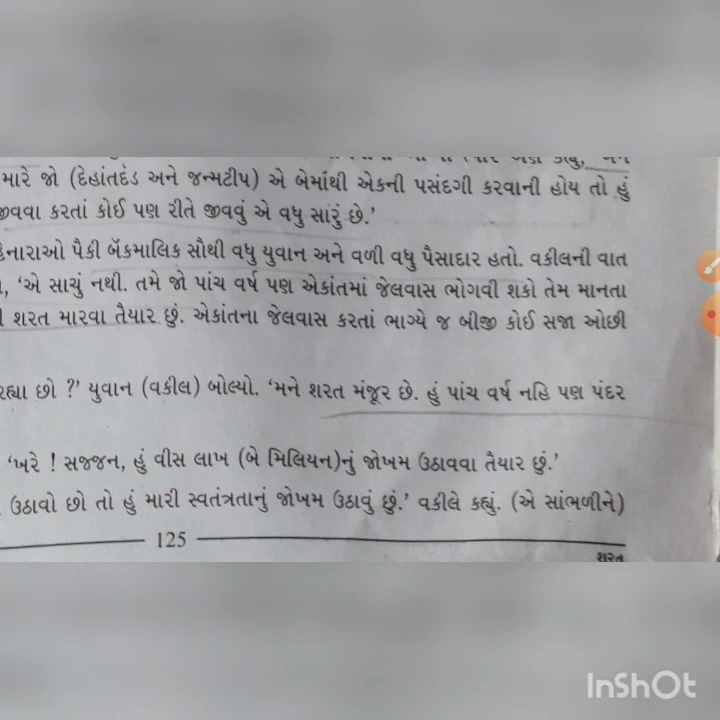 મારે જો (દેહાંતદંડ અને જન્મટીપ) એ બેમાંથી એકની પસંદગી કરવાની હોય તો હું
જીવવા કરતાં કોઈ પણ રીતે જીવવું એ વધુ સારું છે.'
પૈકી બૅંકમાલિક સૌથી વધુ યુવાન અને વળી વધુ પૈસાદાર હતો. વકીલની વાત
'એ સાચું નથી. તમે જો પાંચ વર્ષ પણ એકાંતમાં જેલવાસ ભોગવી શકો તેમ માનતા
શરત મારવા તૈયાર છું. એકાંતના જેલવાસ કરતાં ભાગ્યે જ બીજી કોઈ સજા ઓછી
રહ્યા છો ?' યુવાન (વકીલ) બોલ્યો. 'મને શરત મંજૂર છે. હું પાંચ વર્ષ નહિ પણ પંદર
'ખરે ! સજ્જન, હું વીસ લાખ (બે મિલિયન)નું જોખમ ઉઠાવવા તૈયાર છું.'
ઉઠાવો છો તો હું મારી સ્વતંત્રતાનું જોખમ ઉઠાવું છું.' વકીલે કહ્યું. (એ સાંભળીને)
125
શરત
InShOt